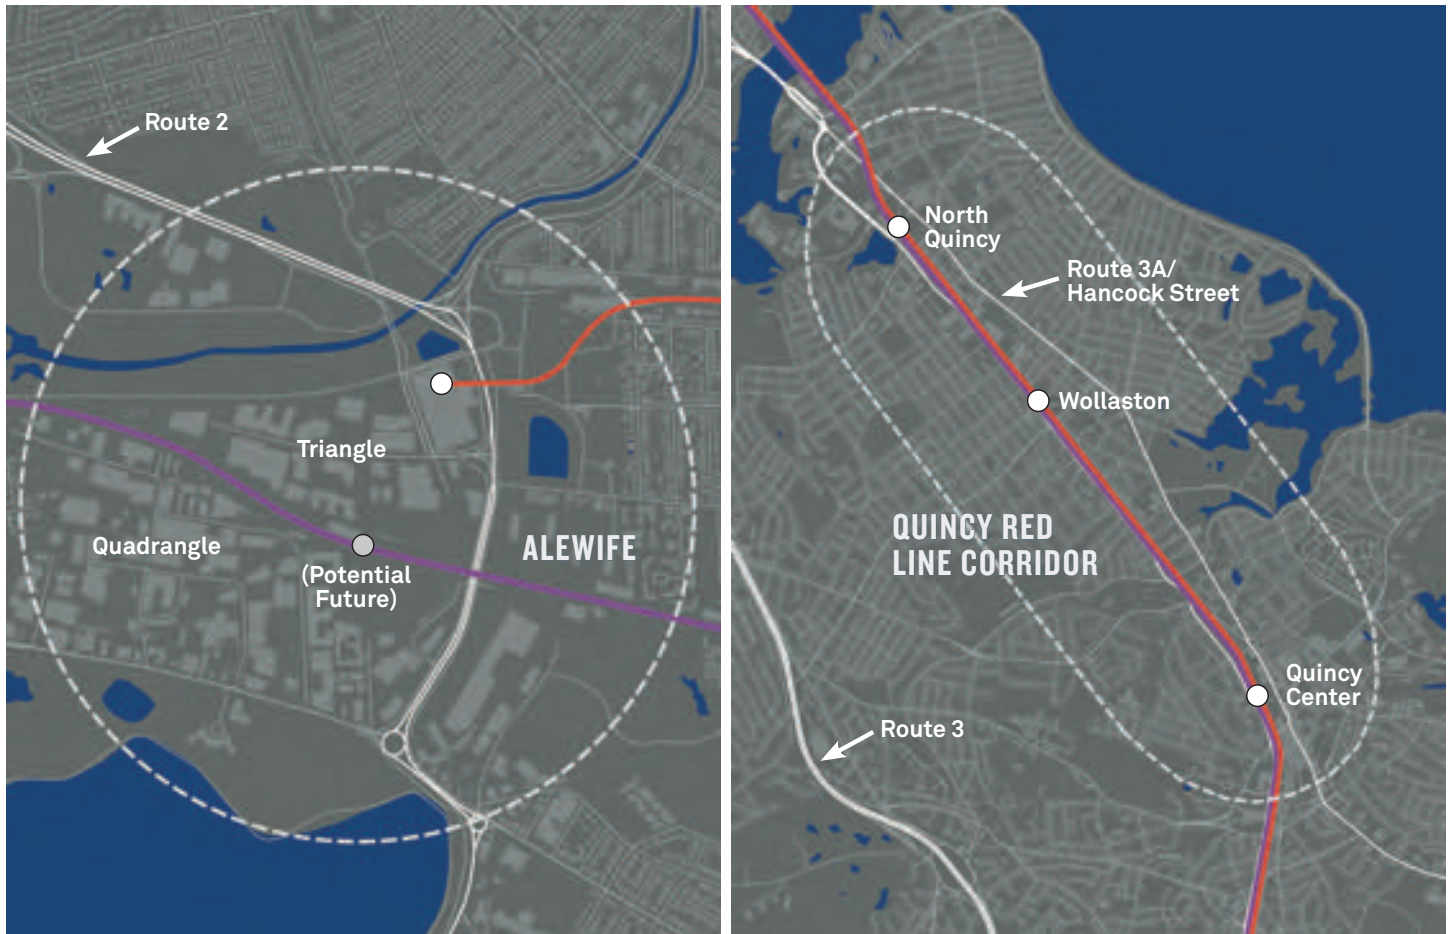 Route 2
Triangle
Quadrangle
ALEWIFE
(Potential
Future)
North
Quincy
Route 3A/
Hancock Street
Wollaston
QUINCY RED
LINE CORRIDOR
Quincy
Center
Route 3